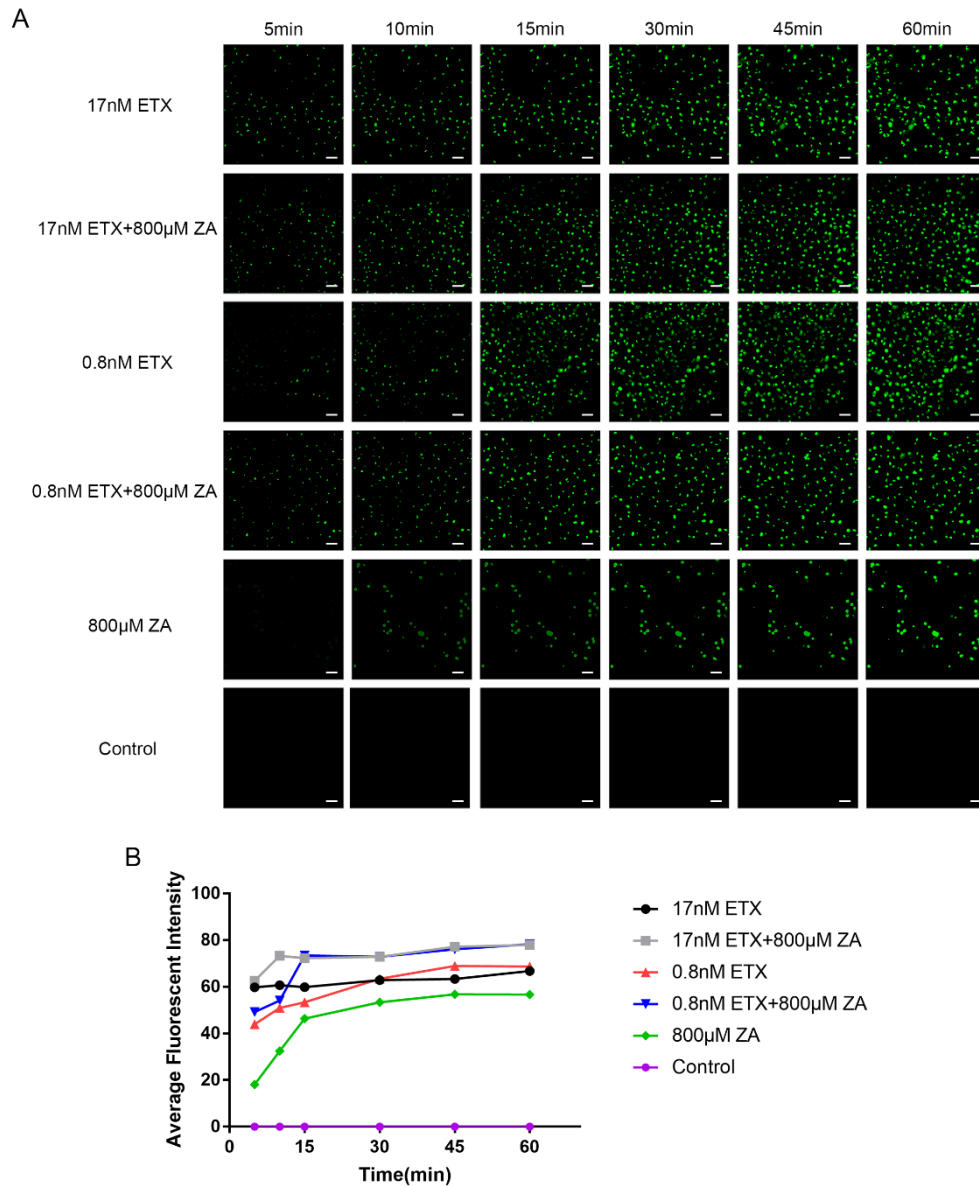 A
5min 10min 15min 30min 45min 60min
17nM ETX
17nM ETX+800μM ZA
0.8nM ETX
0.8nM ETX+800μM ZA
800μM ZA
Control
B
Average Fluorescent Intensity
100
80
60
40
20
0
0 15 30 45 60
Time(min)
17nM ETX
17nM ETX+800μM ZA
0.8nM ETX
0.8nM ETX+800μM ZA
800μM ZA
Control